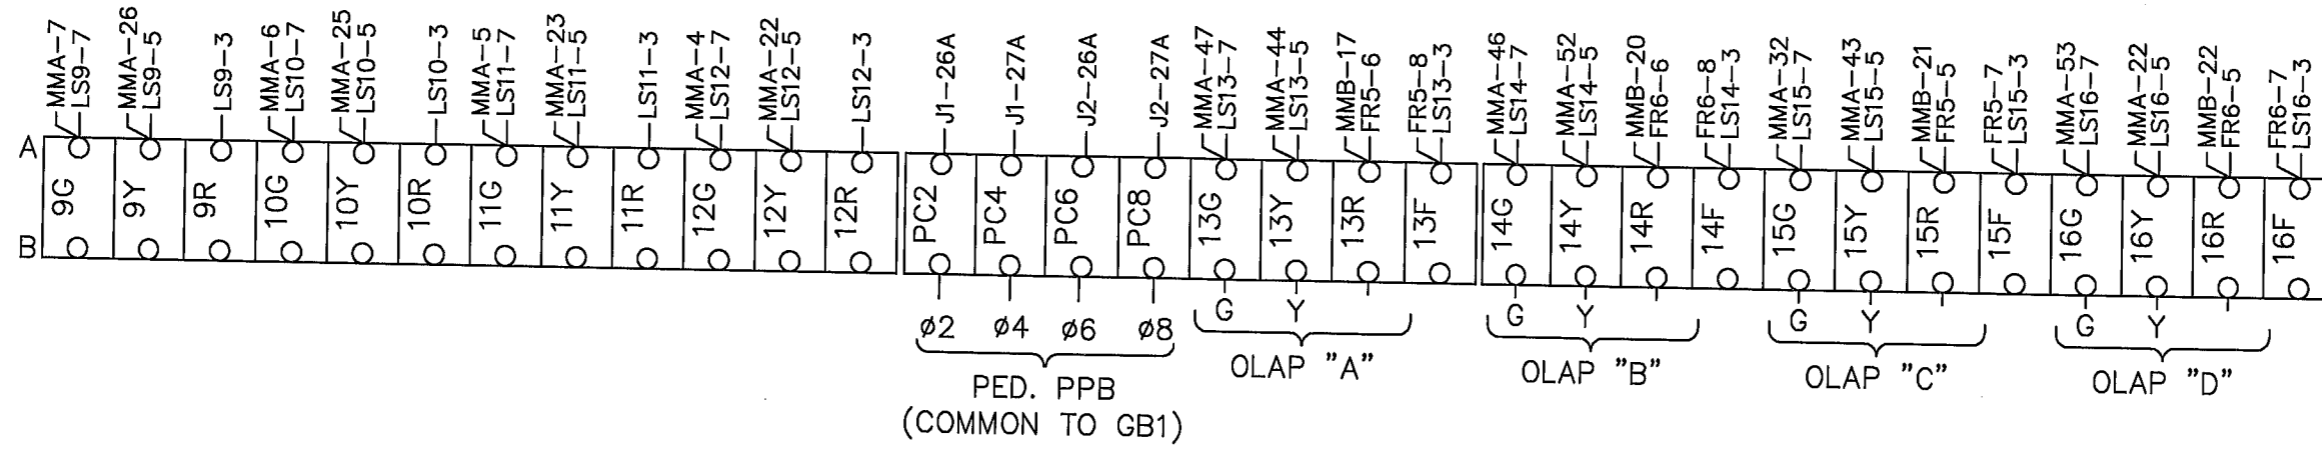 MMA-7
LS9-7
MMA-26
LS9-5
LS9-3
MMA-6
LS10-7
MMA-25
LS10-5
LS10-3
MMA-5
LS11-7
MMA-23
LS11-5
LS11-3
MMA-4
LS12-7
MMA-22
LS12-5
LS12-3
J1-26A
J1-27A
J2-26A
J2-27A
MMA-47
LS13-7
MMA-44
LS13-5
MMB-17
FR5-6
FR5-8
LS13-3
MMA-46
LS14-7
MMA-52
LS14-5
MMB-20
FR6-6
FR6-8
LS14-3
MMA-32
LS15-7
MMA-43
LS15-5
MMB-21
FR5-5
FR5-7
LS15-3
MMA-53
LS16-7
MMA-22
LS16-5
MMB-22
FR6-5
FR6-7
LS16-3
A
9G 9Y 9R 10G 10Y 10R 11G 11Y 11R 12G 12Y 12R PC2 PC4 PC6 PC8 13G 13Y 13R 13F 14G 14Y 14R 14F 15G 15Y 15R 15F 16G 16Y 16R 16F
B
ø2 ø4 ø6 ø8 G Y G Y G Y G Y
PED. PPB
(COMMON TO GB1)
OLAP "A"
OLAP "B"
OLAP "C"
OLAP "D"